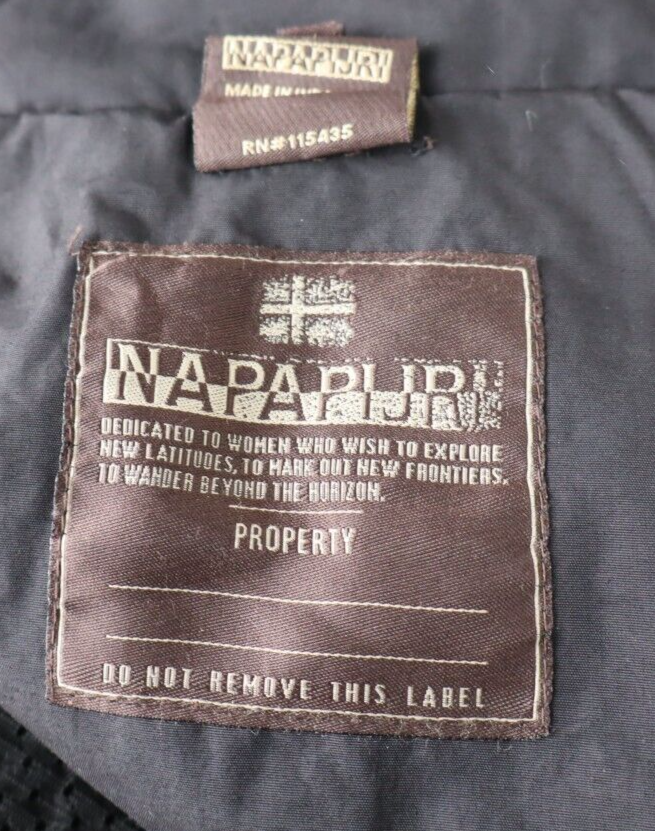 NAPAPIJRI
MADE IN
RN#115435
NAPAPIJRI
DEDICATED TO WOMEN WHO WISH TO EXPLORE
NEW LATITUDES, TO MARK OUT NEW FRONTIERS.
TO WANDER BEYOND THE HORIZON.
PROPERTY
DO NOT REMOVE THIS LABEL